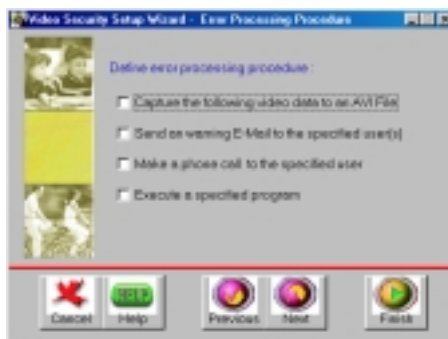 Video Security Setup Wizard - Error Processing Procedure
Define error processing procedure :
Capture the following video data to an AVI File
Send an warning E-Mail to the specified user(s)
Make a phone call to the specified user
Execute a specified program
HELP
Cancel Help Previous Next Finish